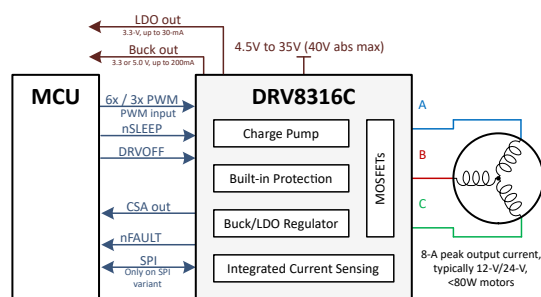 LDO out
3.3-V, up to 30-mA
Buck out
3.3 or 5.0 V, up to 200mA
4.5V to 35V (40V abs max)
MCU
DRV8316C
6x / 3x PWM
PWM input
nSLEEP
DRVOFF
CSA out
nFAULT
SPI
Only on SPI
variant
Charge Pump
Built-in Protection
Buck/LDO Regulator
Integrated Current Sensing
MOSFETs
A
B
C
8-A peak output current,
typically 12-V/24-V,
<80W motors